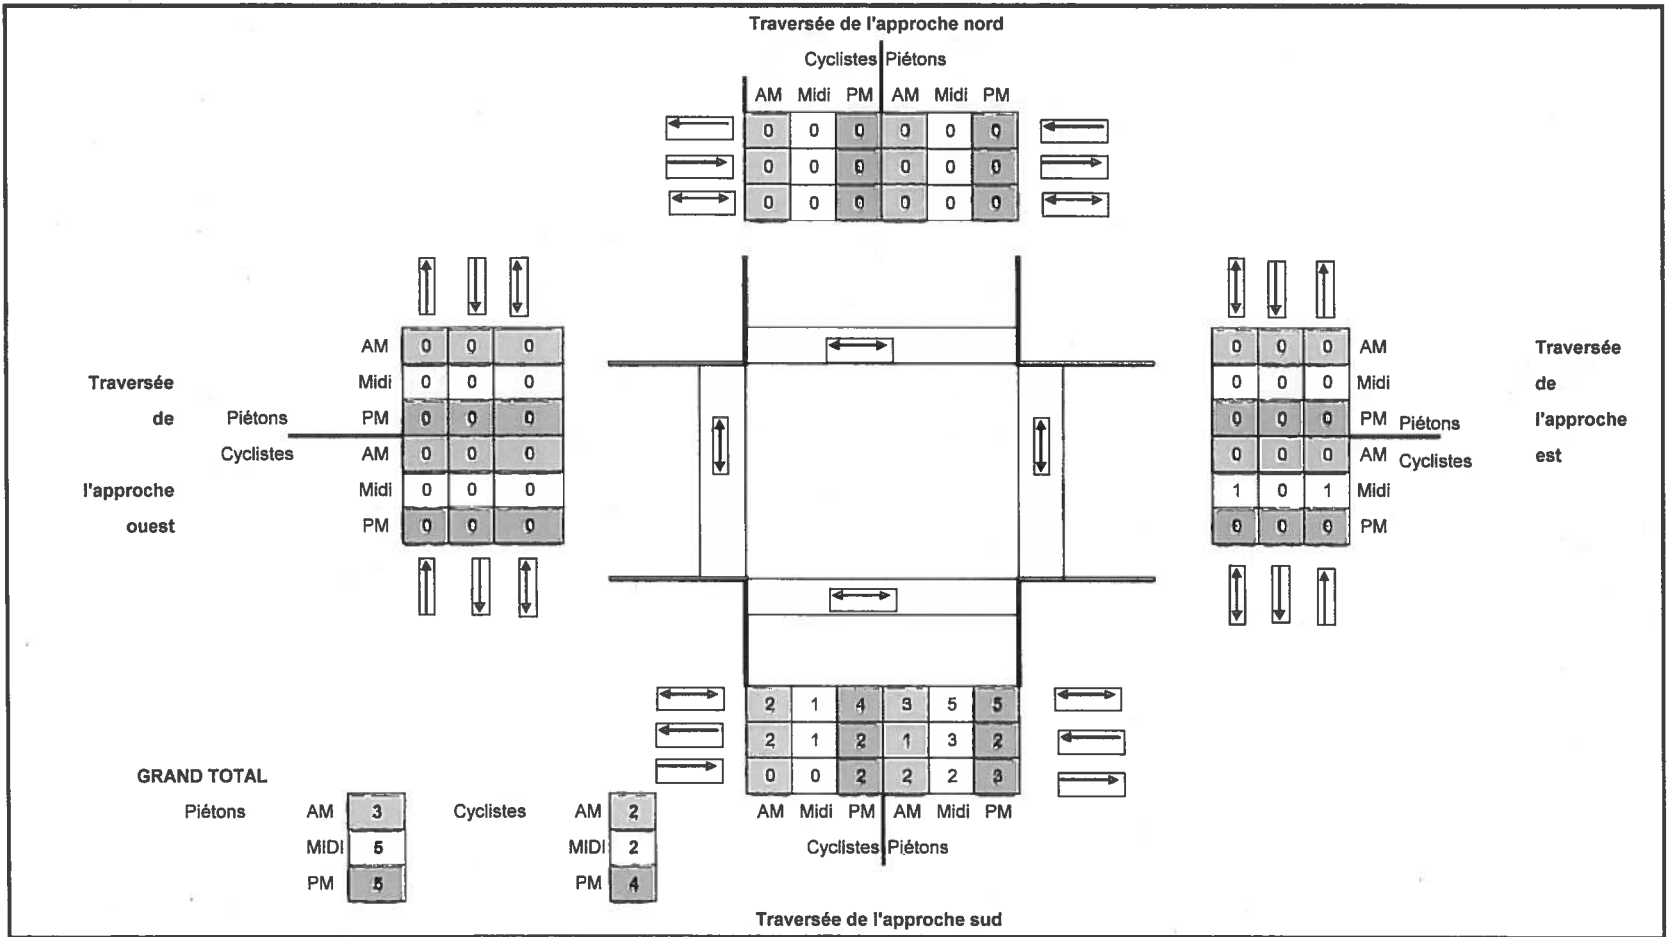 Traversée de l'approche nord
Cyclistes Piétons
AM Midi PM AM Midi PM
0 0 0 0 0 0
0 0 0 0 0 0
0 0 0 0 0 0
AM 0 0 0
Traversée Midi 0 0 0
de Piétons PM 0 0 0
Cyclistes AM 0 0 0
l'approche Midi 0 0 0
ouest PM 0 0 0
0 0 0 AM Traversée
0 0 0 Midi de
0 0 0 PM Piétons l'approche
0 0 0 AM Cyclistes est
1 0 1 Midi
0 0 0 PM
2 1 4 3 5 5
2 1 2 1 3 2
0 0 2 2 2 3
AM Midi PM AM Midi PM
Cyclistes Piétons
Traversée de l'approche sud
GRAND TOTAL
Piétons AM 3 Cyclistes AM 2
MIDI 5 MIDI 2
PM 5 PM 4